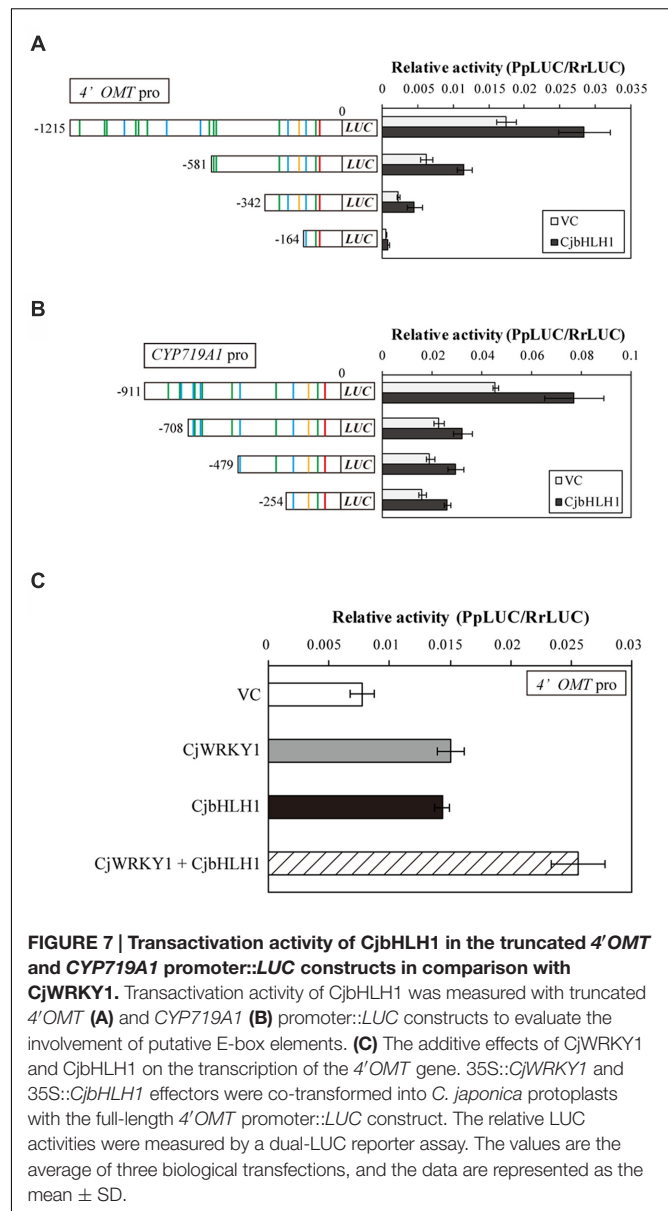 A
Relative activity (PpLUC/RrLUC)
4' OMT pro
0
0 0.005 0.01 0.015 0.02 0.025 0.03 0.035
-1215 LUC
-581 LUC
-342 LUC
-164 LUC
VC
CjbHLH1
B
Relative activity (PpLUC/RrLUC)
CYP719A1 pro
0
0 0.02 0.04 0.06 0.08 0.1
-911 LUC
-708 LUC
-479 LUC
-254 LUC
VC
CjbHLH1
C
Relative activity (PpLUC/RrLUC)
0 0.005 0.01 0.015 0.02 0.025 0.03
4' OMT pro
VC
CjWRKY1
CjbHLH1
CjWRKY1 + CjbHLH1
FIGURE 7 | Transactivation activity of CjbHLH1 in the truncated 4′OMT
and CYP719A1 promoter::LUC constructs in comparison with
CjWRKY1. Transactivation activity of CjbHLH1 was measured with truncated
4′OMT (A) and CYP719A1 (B) promoter::LUC constructs to evaluate the
involvement of putative E-box elements. (C) The additive effects of CjWRKY1
and CjbHLH1 on the transcription of the 4′OMT gene. 35S::CjWRKY1 and
35S::CjbHLH1 effectors were co-transformed into C. japonica protoplasts
with the full-length 4′OMT promoter::LUC construct. The relative LUC
activities were measured by a dual-LUC reporter assay. The values are the
average of three biological transfections, and the data are represented as the
mean ± SD.